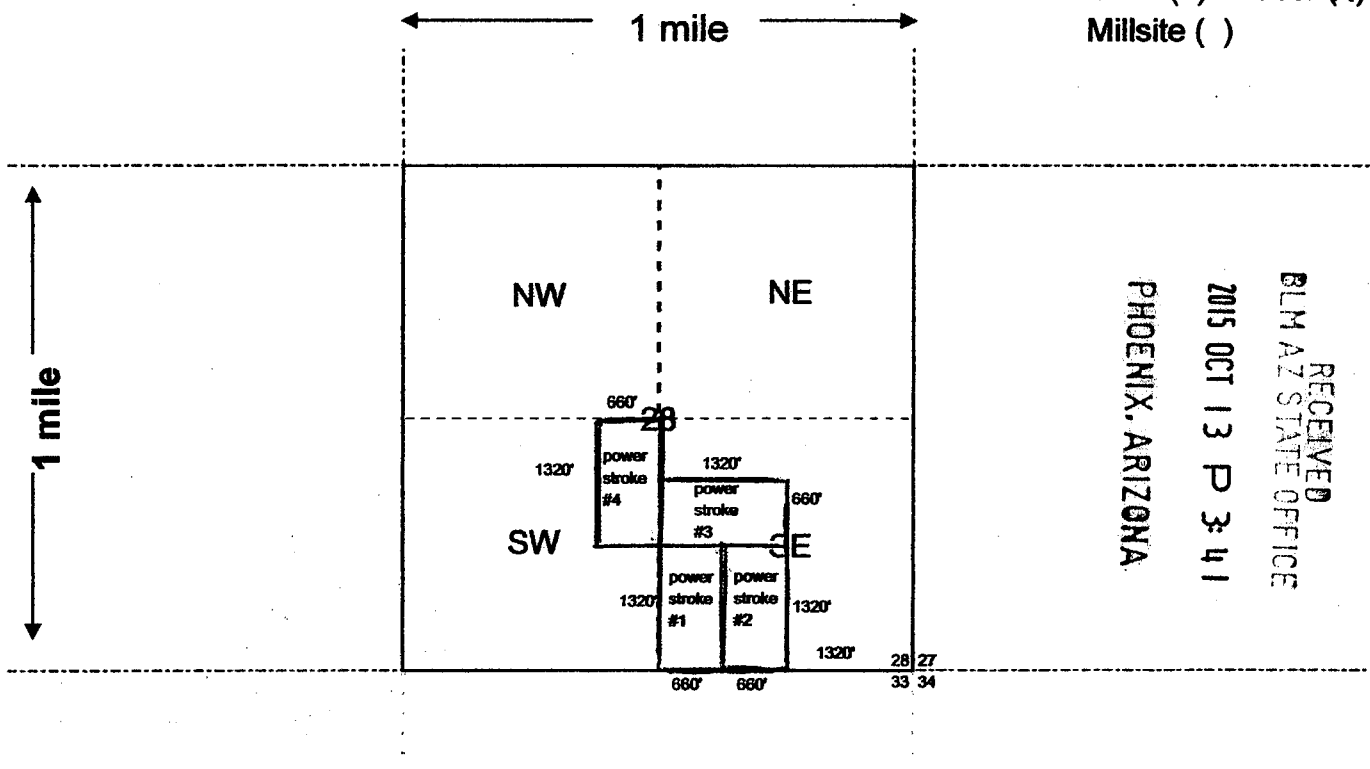 1 mile
Millsite ( )
NW
NE
1 mile
660'
28
1320'
power
stroke
#4
1320'
power
stroke
#3
660'
SW
SE
1320'
power
stroke
#1
power
stroke
#2
1320'
1320'
28 27
660'
660'
33 34
RECEIVED
BLM AZ STATE OFFICE
2015 OCT 13 P 3:41
PHOENIX, ARIZONA